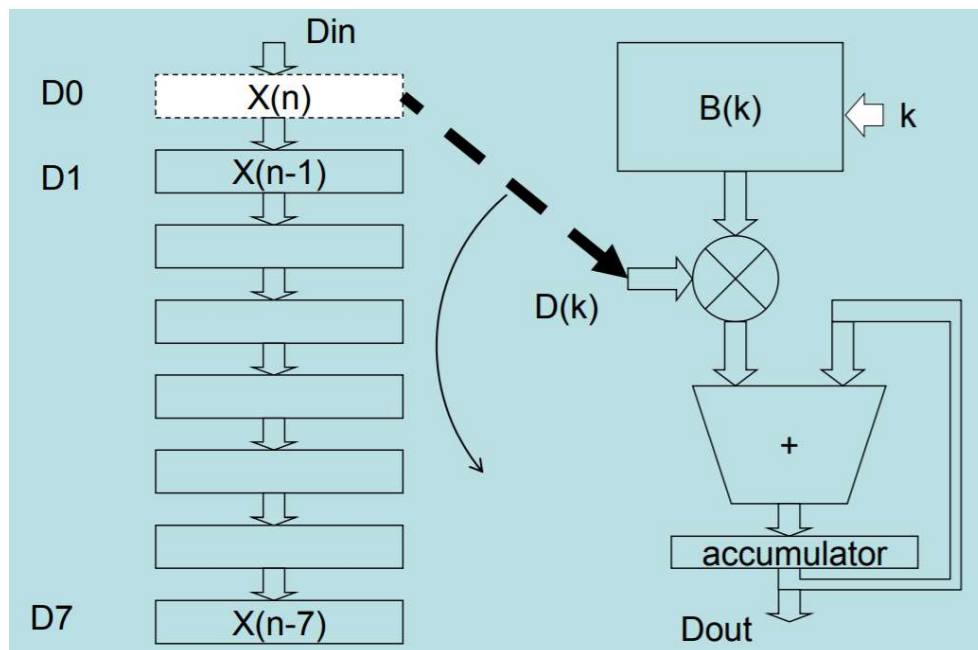 Din
D0
X(n)
D1
X(n-1)
D7
X(n-7)
B(k)
k
D(k)
+
accumulator
Dout